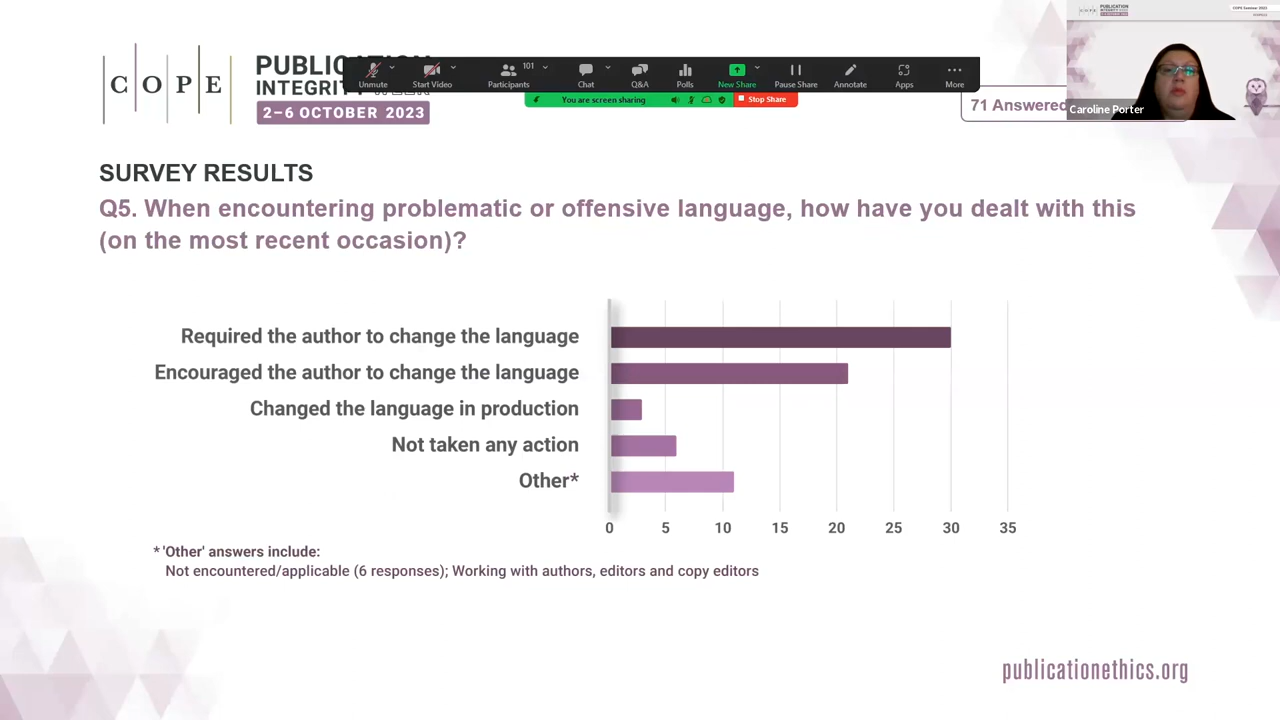 COPE
PUBLIC
INTEGRITY
2–6 OCTOBER 2023
Unmute
Start Video
Participants
101
Chat
Q&A
Polls
New Share
Pause Share
Annotate
Apps
More
You are screen sharing
Stop Share
71 Answered
Caroline Porter
SURVEY RESULTS
Q5. When encountering problematic or offensive language, how have you dealt with this
(on the most recent occasion)?
Required the author to change the language
Encouraged the author to change the language
Changed the language in production
Not taken any action
Other*
0 5 10 15 20 25 30 35
* 'Other' answers include:
Not encountered/applicable (6 responses); Working with authors, editors and copy editors
publicationethics.org